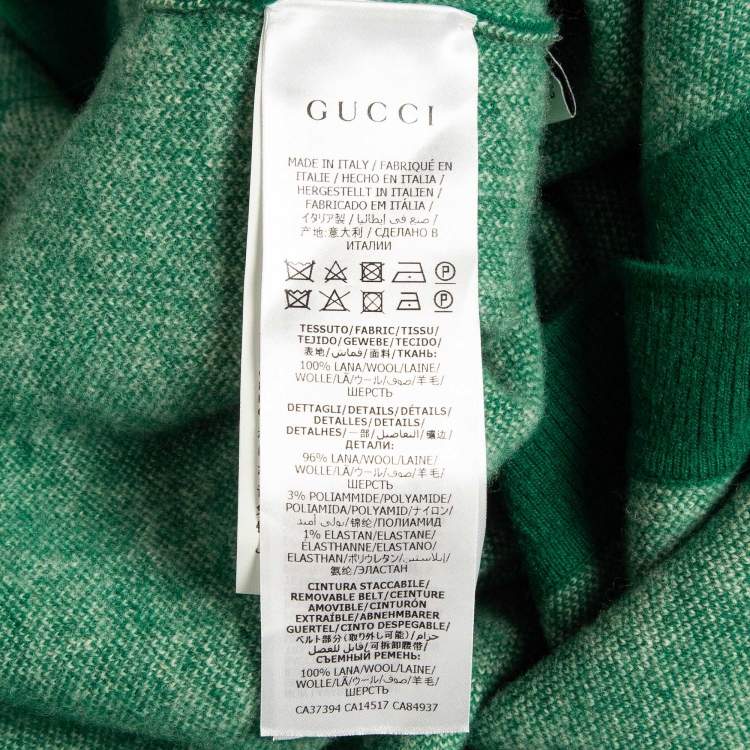 GUCCI
MADE IN ITALY / FABRIQUÉ EN
ITALIE / HECHO EN ITALIA /
HERGESTELLT IN ITALIEN /
FABRICADO EM ITÁLIA /
イタリア製 / صنع في إيطاليا /
产地:意大利 / СДЕЛАНО В
ИТАЛИИ
P
P
TESSUTO/FABRIC/TISSU/
TEJIDO/GEWEBE/TECIDO/
表地/قماش/面料/ТКАНЬ:
100% LANA/WOOL/LAINE/
WOLLE/LÃ/ウール/صوف/羊毛/
ШЕРСТЬ
DETTAGLI/DETAILS/DÉTAILS/
DETALLES/DETAILS/
DETALHES/一部/التفاصيل/镶边/
ДЕТАЛИ:
96% LANA/WOOL/LAINE/
WOLLE/LÃ/ウール/صوف/羊毛/
ШЕРСТЬ
3% POLIAMMIDE/POLYAMIDE/
POLIAMIDA/POLYAMID/ナイロン/
بولي أميد/锦纶/ПОЛИАМИД
1% ELASTAN/ELASTANE/
ÉLASTHANNE/ELASTANO/
ELASTHAN/ポリウレタン/إيلاستين/
氨纶/ЭЛАСТАН
CINTURA STACCABILE/
REMOVABLE BELT/CEINTURE
AMOVIBLE/CINTURÓN
EXTRAÍBLE/ABNEHMBARER
GUERTEL/CINTO DESPEGABLE/
ベルト部分(取り外し可能)/حزام
قابل للفصل/可拆卸腰带/
СЪЕМНЫЙ РЕМЕНЬ:
100% LANA/WOOL/LAINE/
WOLLE/LÃ/ウール/صوف/羊毛/
ШЕРСТЬ
CA37394 CA14517 CA84937